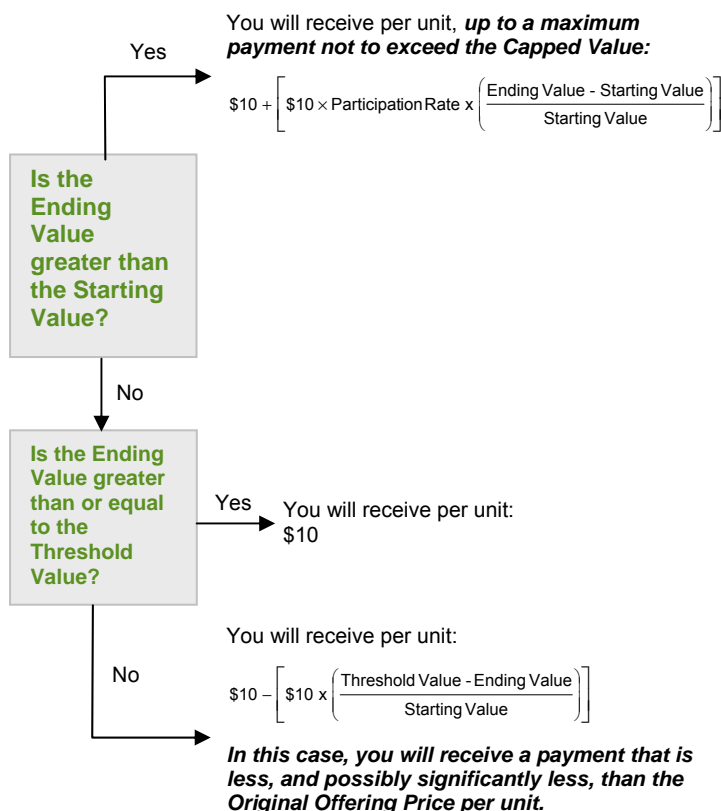 You will receive per unit, up to a maximum
payment not to exceed the Capped Value:
Yes
$10 + [ $10 × Participation Rate x ( Ending Value - Starting Value / Starting Value ) ]
Is the
Ending
Value
greater than
the Starting
Value?
No
Is the Ending
Value greater
than or equal
to the
Threshold
Value?
Yes
You will receive per unit:
$10
You will receive per unit:
No
$10 – [ $10 x ( Threshold Value - Ending Value / Starting Value ) ]
In this case, you will receive a payment that is
less, and possibly significantly less, than the
Original Offering Price per unit.